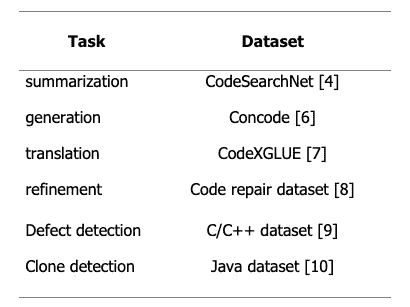 Task Dataset
summarization CodeSearchNet [4]
generation Concode [6]
translation CodeXGLUE [7]
refinement Code repair dataset [8]
Defect detection C/C++ dataset [9]
Clone detection Java dataset [10]